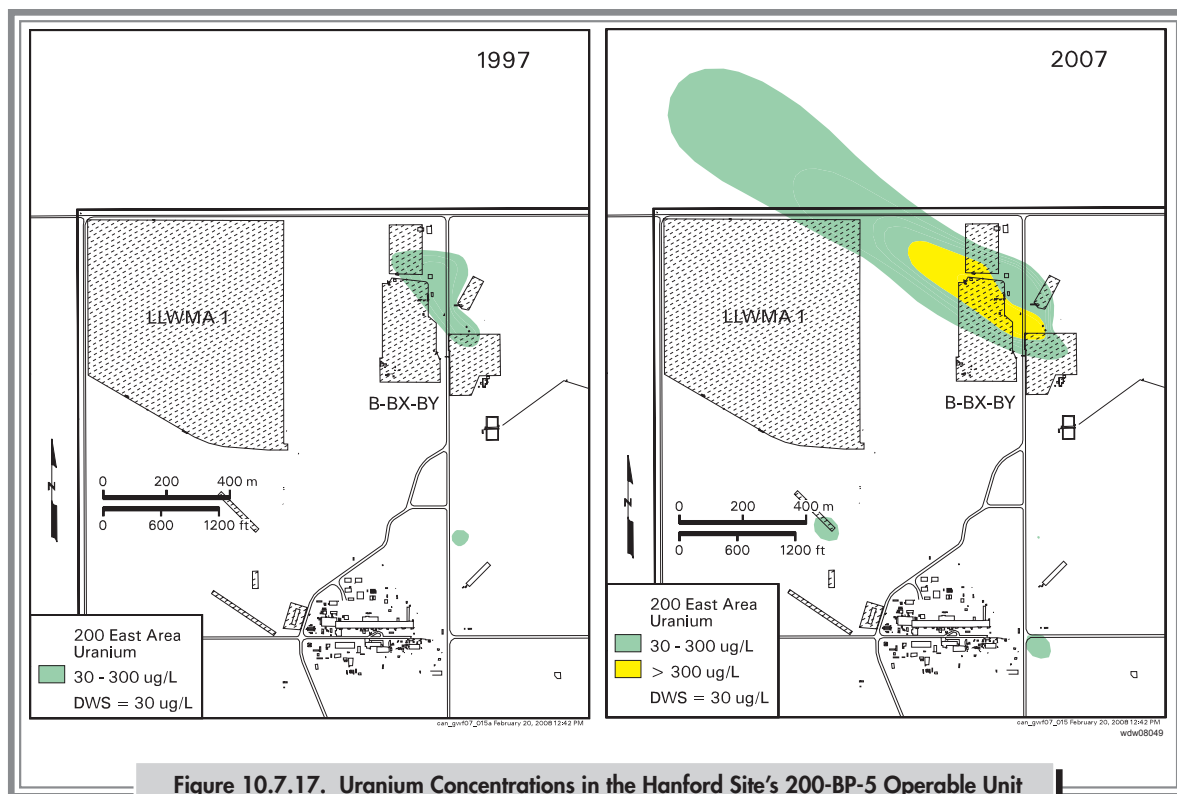 1997
LLWMA 1
B-BX-BY
N
0 200 400 m
0 600 1200 ft
200 East Area
Uranium
30 - 300 ug/L
DWS = 30 ug/L
can_gwf07_015a February 20, 2008 12:42 PM
2007
LLWMA 1
B-BX-BY
N
0 200 400 m
0 600 1200 ft
200 East Area
Uranium
30 - 300 ug/L
> 300 ug/L
DWS = 30 ug/L
can_gwf07_015 February 20, 2008 12:42 PM
wdw08049
Figure 10.7.17. Uranium Concentrations in the Hanford Site's 200-BP-5 Operable Unit